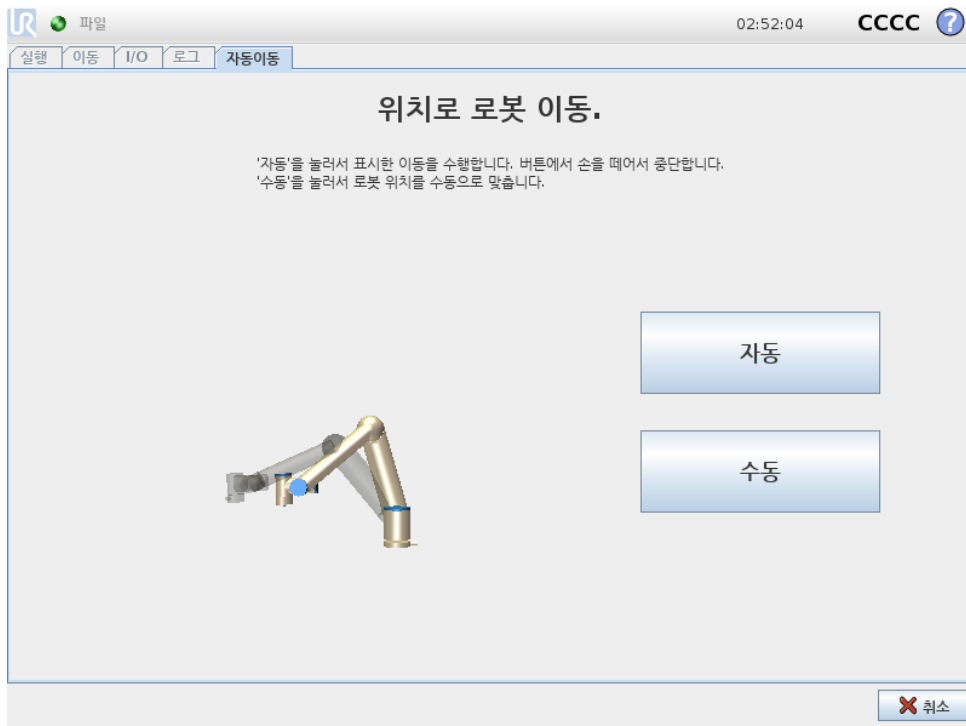 UR
파일
02:52:04
CCCC
?
실행
이동
I/O
로그
자동이동
위치로 로봇 이동.
'자동'을 눌러서 표시한 이동을 수행합니다. 버튼에서 손을 떼어서 중단합니다.
'수동'을 눌러서 로봇 위치를 수동으로 맞춥니다.
자동
수동
취소